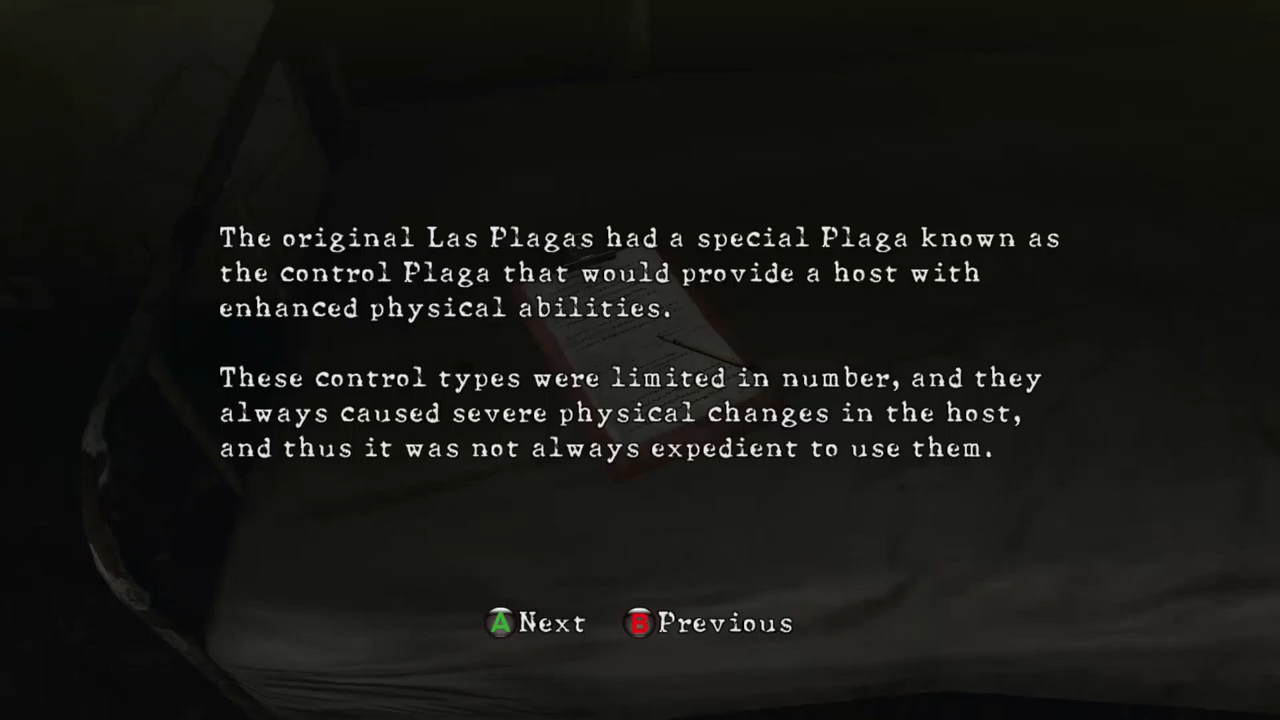 The original Las Plagas had a special Plaga known as
the control Plaga that would provide a host with
enhanced physical abilities.
These control types were limited in number, and they
always caused severe physical changes in the host,
and thus it was not always expedient to use them.
A Next B Previous